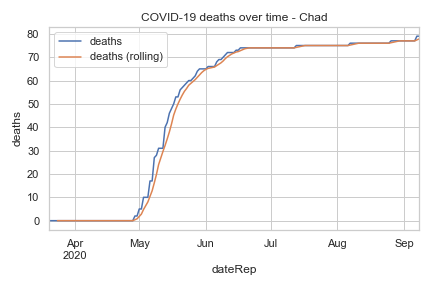 COVID-19 deaths over time - Chad
deaths
deaths (rolling)
80
70
60
50
40
30
20
10
0
deaths
Apr
2020
May
Jun
Jul
Aug
Sep
dateRep